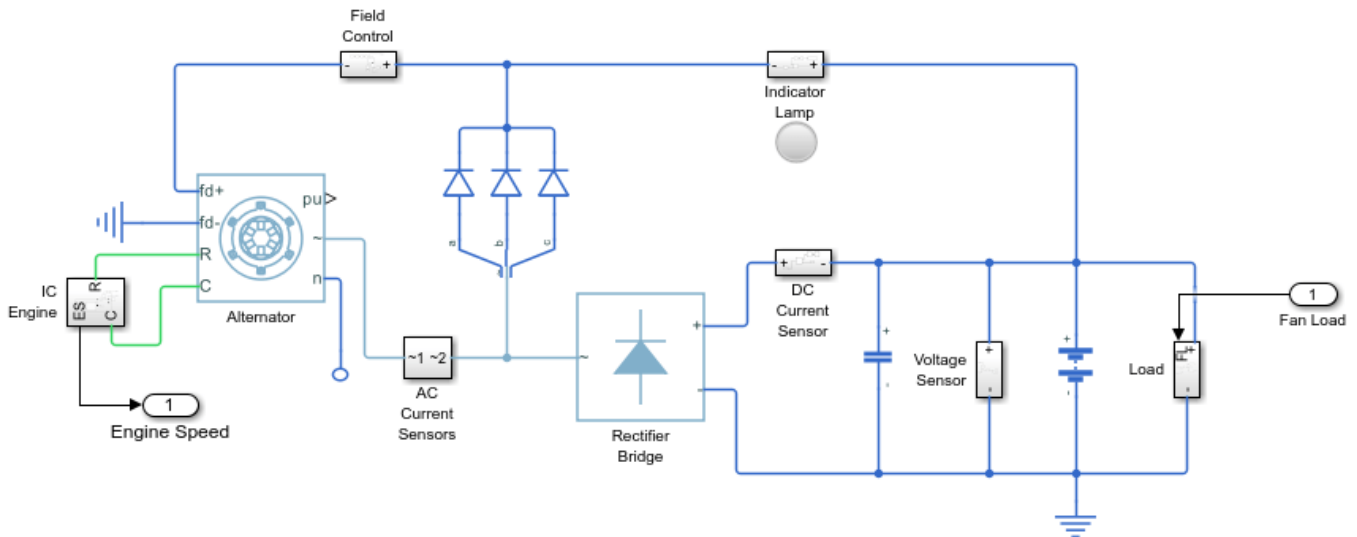 Field
Control
- +
- +
Indicator
Lamp
fd+
pu
fd-
~
R
n
C
Alternator
a
b
c
IC
Engine
R
ES
C
1
Engine Speed
~1 ~2
AC
Current
Sensors
~
+
-
Rectifier
Bridge
+ -
DC
Current
Sensor
+
-
Voltage
Sensor
+
-
+
-
Load
FL
+
-
1
Fan Load